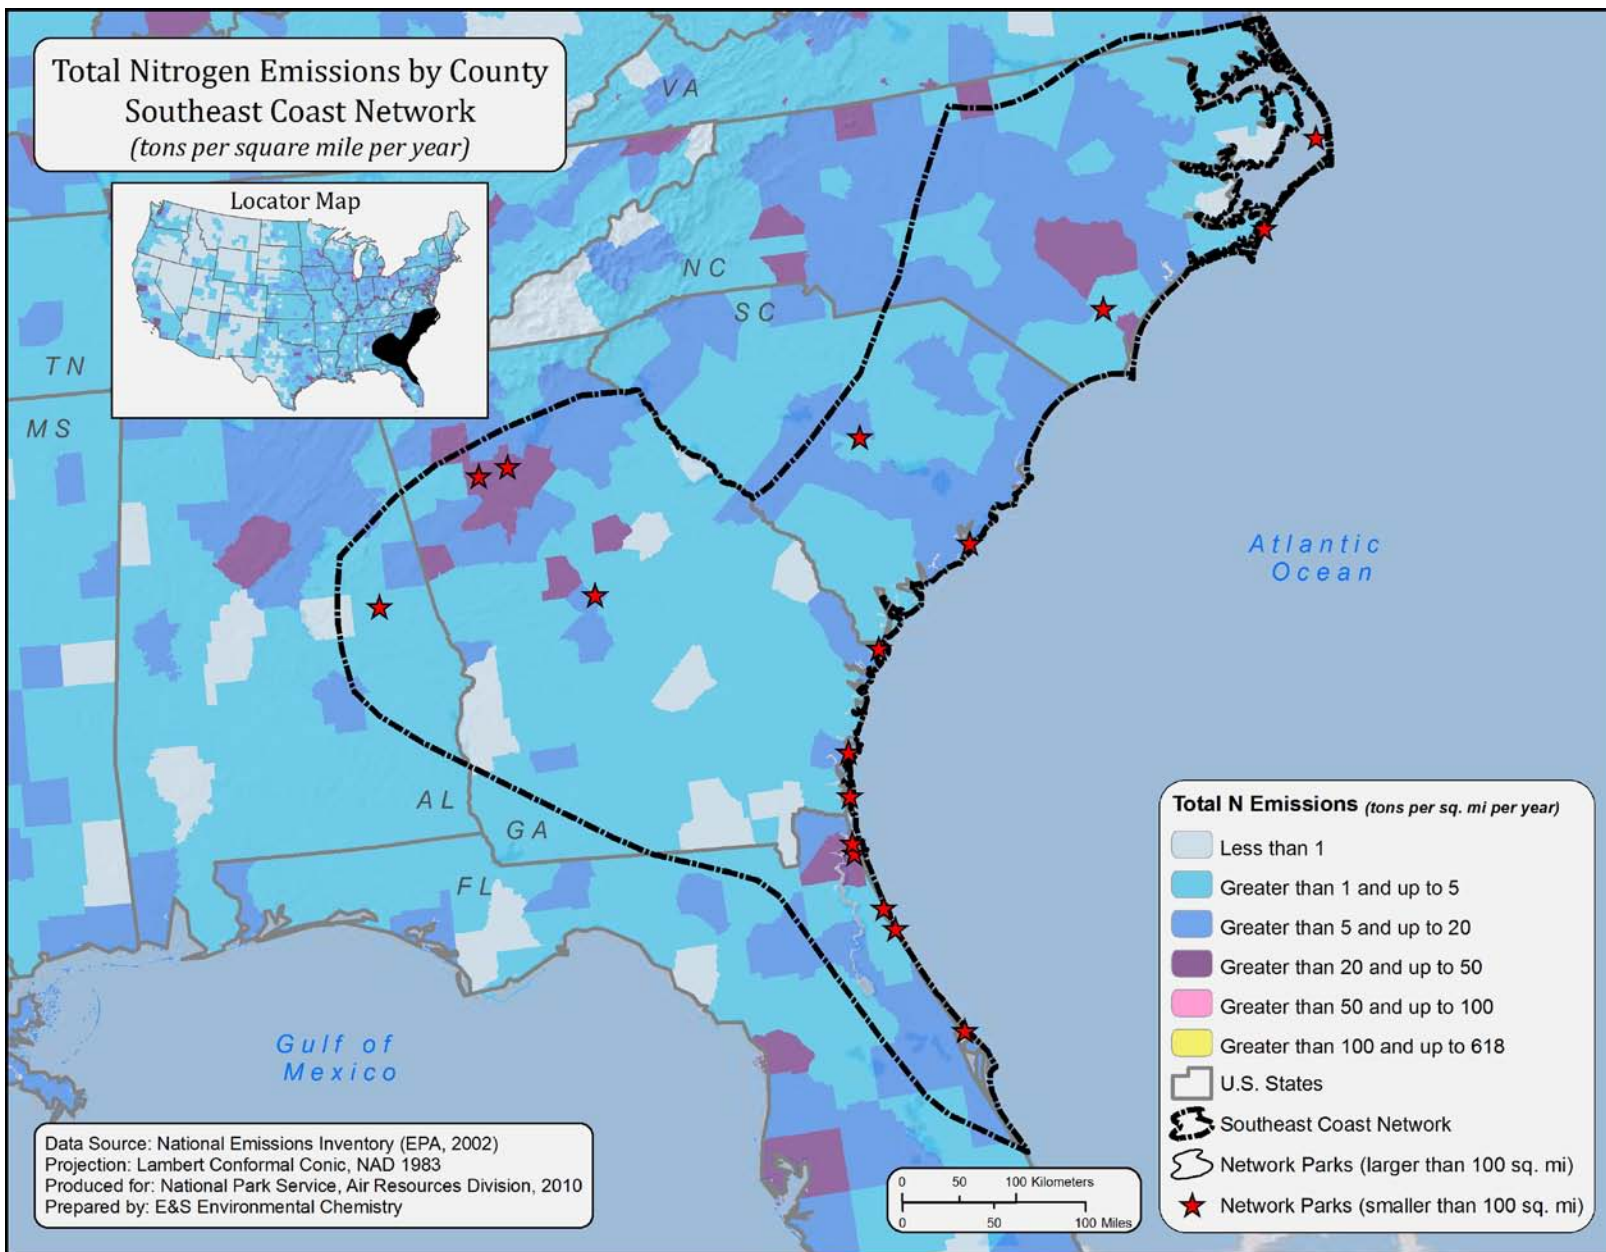 Total Nitrogen Emissions by County
Southeast Coast Network
(tons per square mile per year)
Locator Map
VA
NC
SC
TN
MS
AL
GA
FL
Atlantic
Ocean
Gulf of
Mexico
Total N Emissions (tons per sq. mi per year)
Less than 1
Greater than 1 and up to 5
Greater than 5 and up to 20
Greater than 20 and up to 50
Greater than 50 and up to 100
Greater than 100 and up to 618
U.S. States
Southeast Coast Network
Network Parks (larger than 100 sq. mi)
Network Parks (smaller than 100 sq. mi)
Data Source: National Emissions Inventory (EPA, 2002)
Projection: Lambert Conformal Conic, NAD 1983
Produced for: National Park Service, Air Resources Division, 2010
Prepared by: E&S Environmental Chemistry
0 50 100 Kilometers
0 50 100 Miles